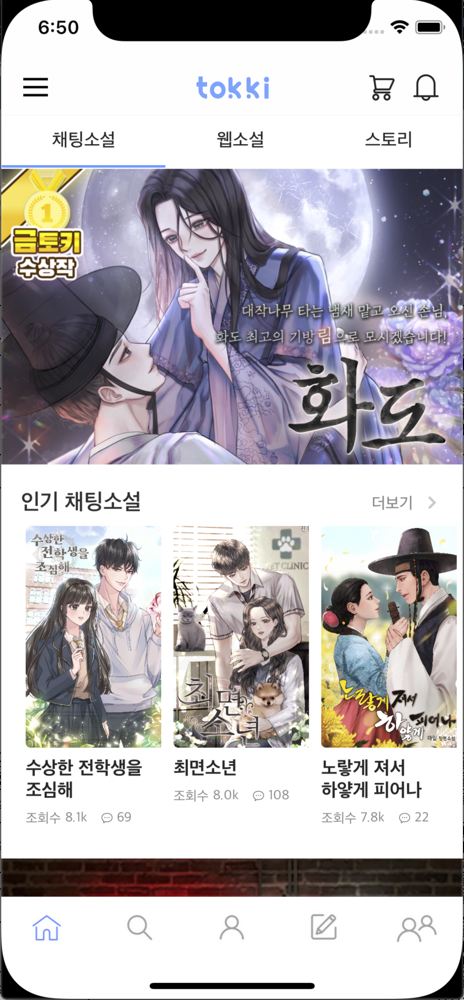 6:50
tokki
채팅소설 웹소설 스토리
1
금토키
수상작
대작나무 타는 냄새 맡고 오신 손님,
화도 최고의 기방 림으로 모시겠습니다!
화도
인기 채팅소설 더보기
수상한
전학생을
조심해
PET CLINIC
최면
소년
노랗게 져서
하얗게 피어나
하밀 장편소설
수상한 전학생을
조심해
조회수 8.1k 69
최면소년
조회수 8.0k 108
노랗게 져서
하얗게 피어나
조회수 7.8k 22